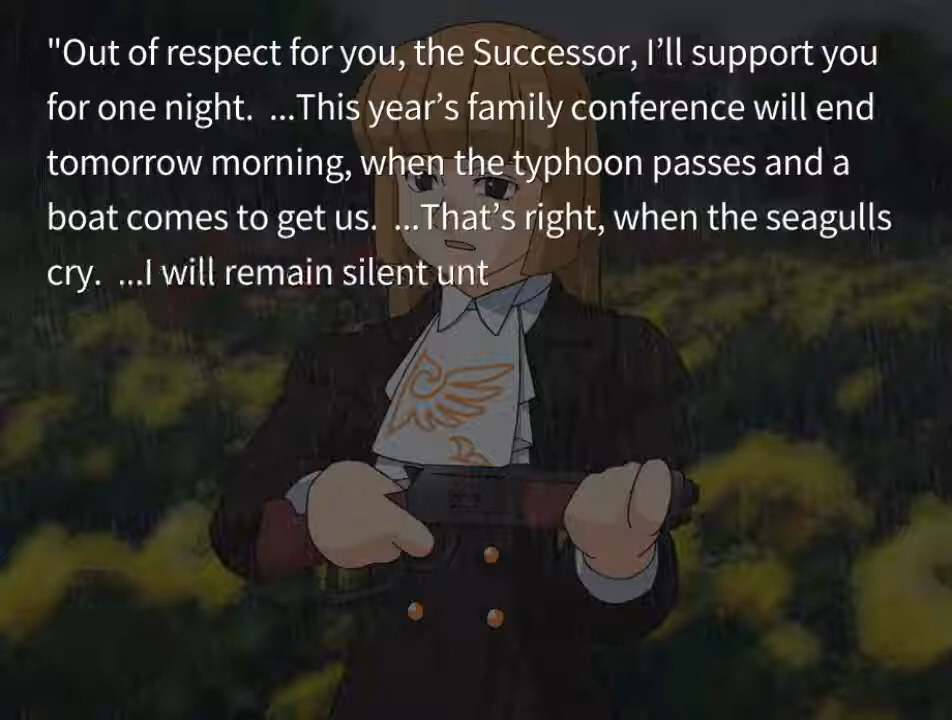 "Out of respect for you, the Successor, I’ll support you
for one night.  ...This year’s family conference will end
tomorrow morning, when the typhoon passes and a
boat comes to get us.  ...That’s right, when the seagulls
cry.  ...I will remain silent unt